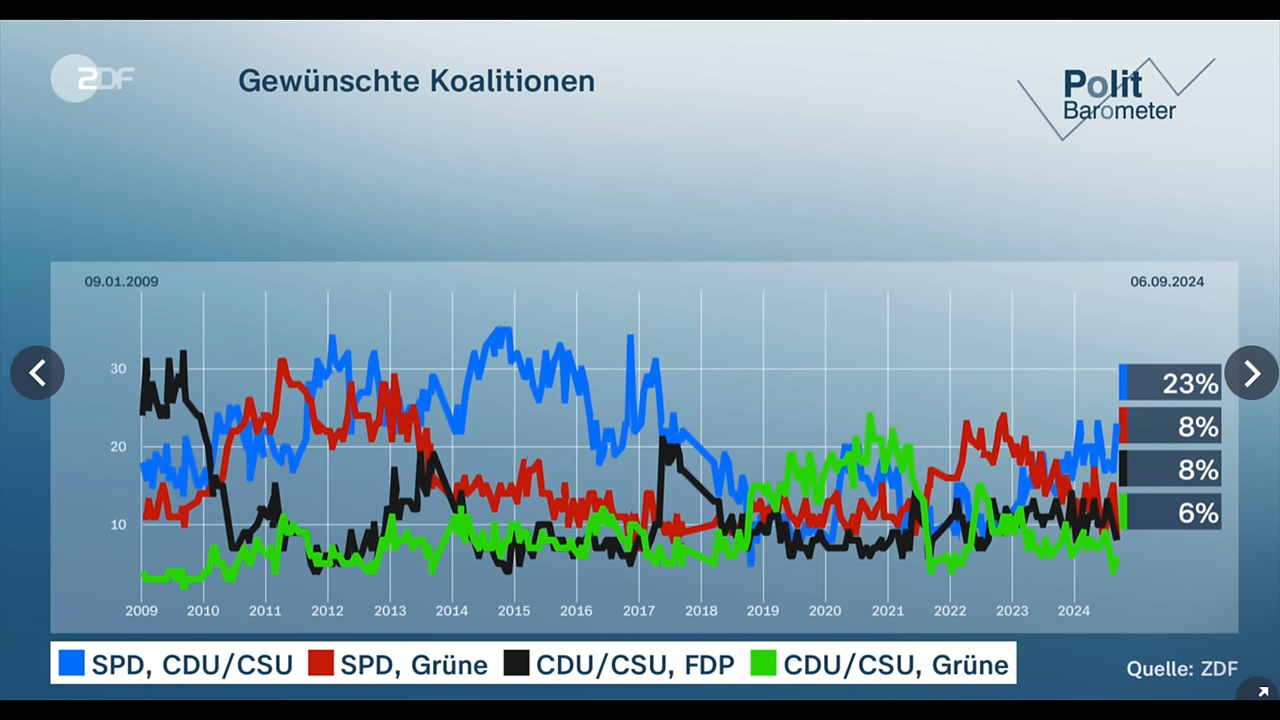 ZDF
Gewünschte Koalitionen
Polit
Barometer
09.01.2009
06.09.2024
30
20
10
23%
8%
8%
6%
2009 2010 2011 2012 2013 2014 2015 2016 2017 2018 2019 2020 2021 2022 2023 2024
SPD, CDU/CSU SPD, Grüne CDU/CSU, FDP CDU/CSU, Grüne
Quelle: ZDF